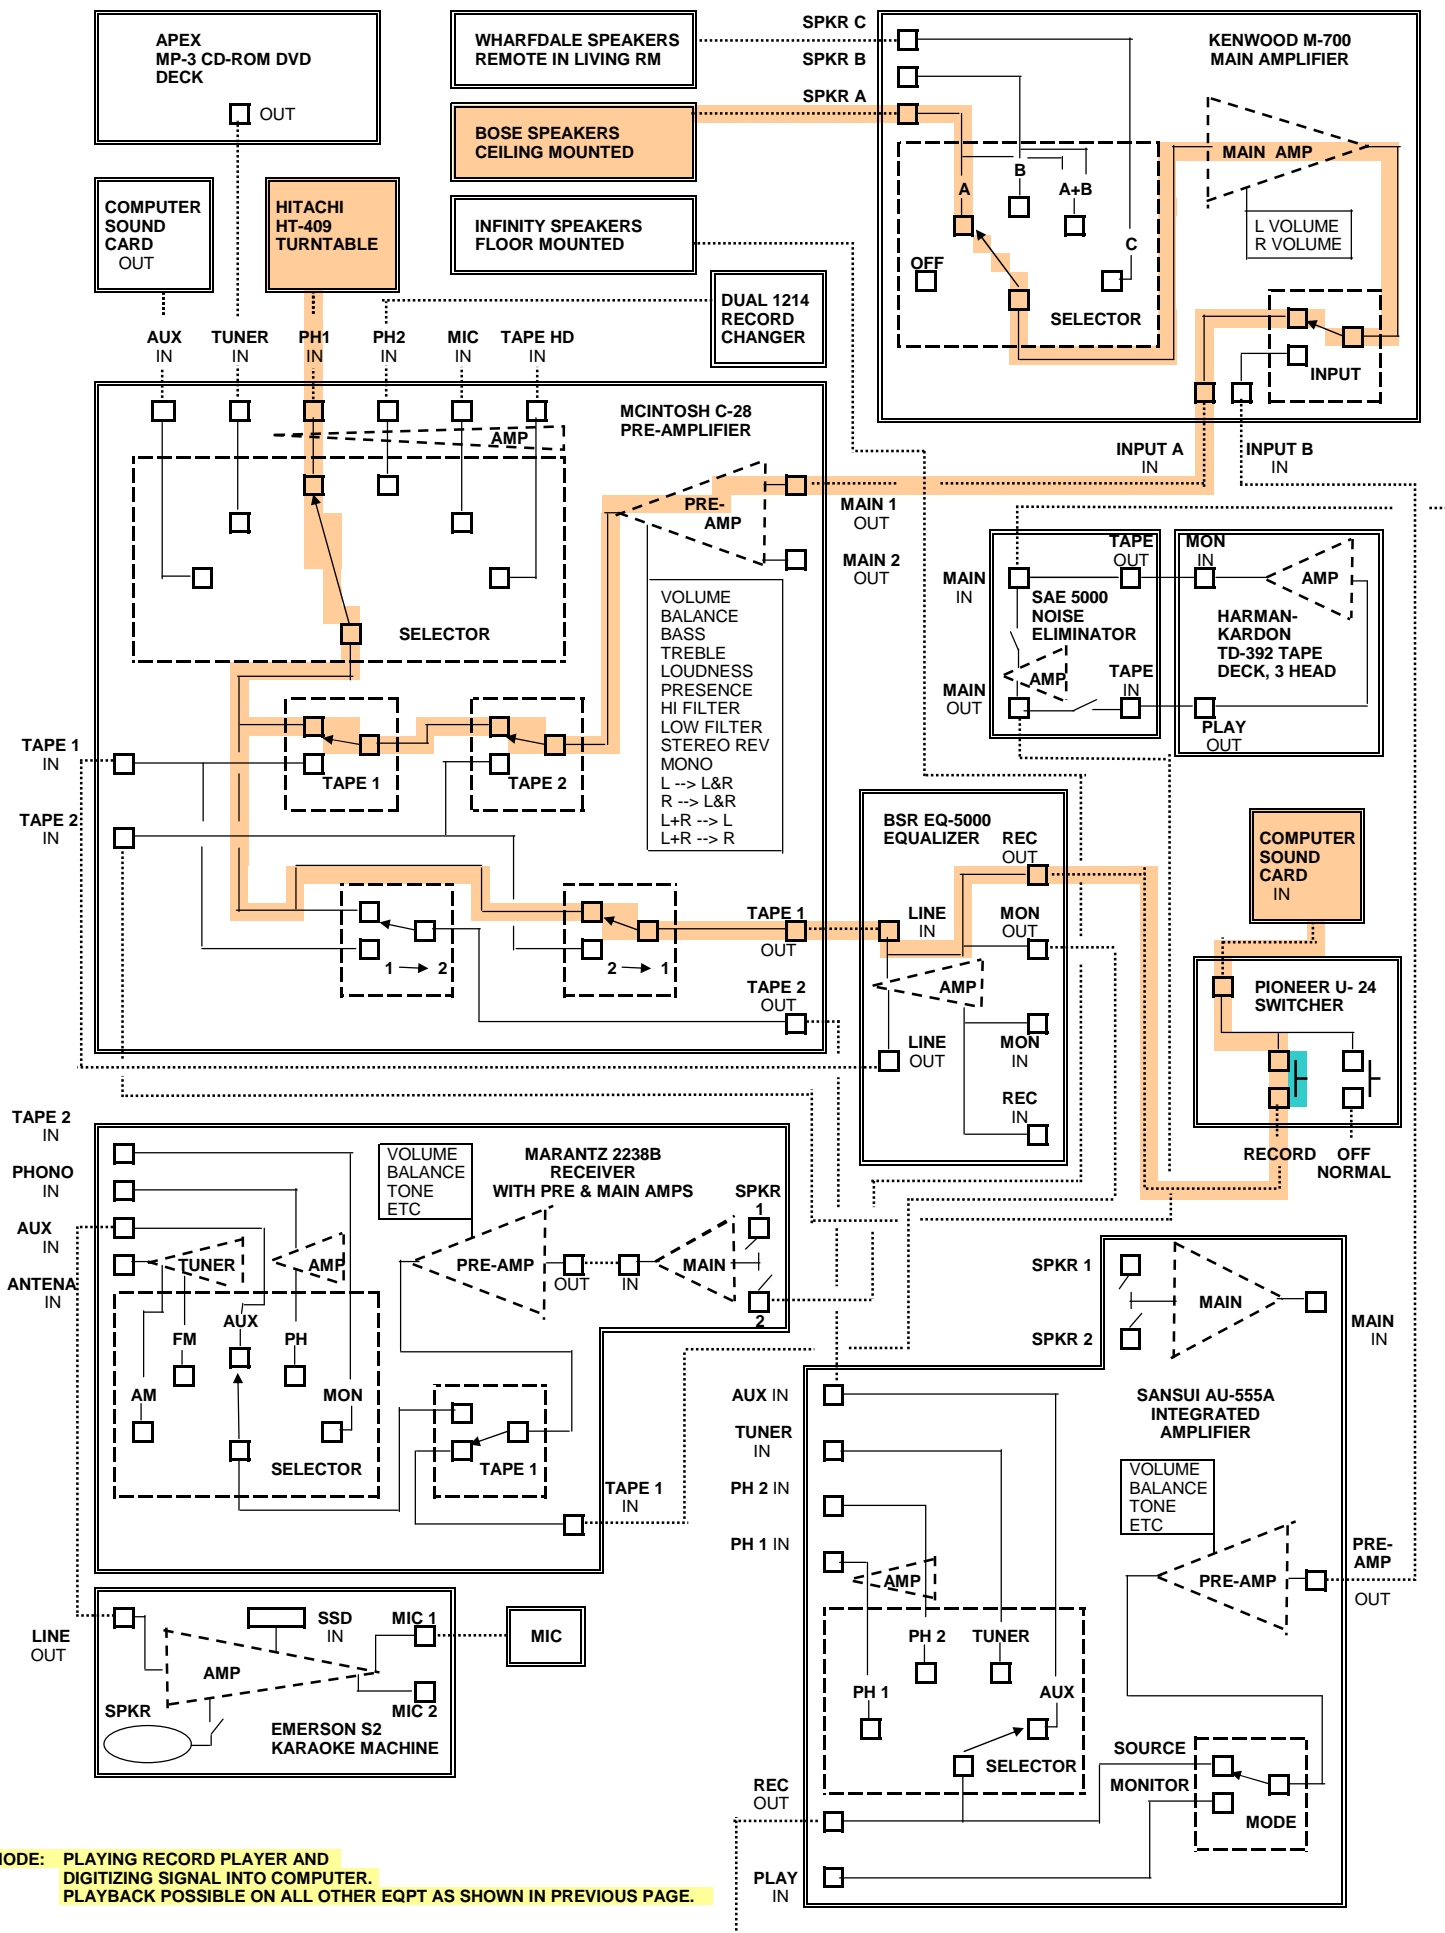 APEX
MP-3 CD-ROM DVD
DECK
OUT
WHARFDALE SPEAKERS
REMOTE IN LIVING RM
SPKR C
SPKR B
SPKR A
KENWOOD M-700
MAIN AMPLIFIER
BOSE SPEAKERS
CEILING MOUNTED
MAIN AMP
B
A
A+B
C
OFF
SELECTOR
L VOLUME
R VOLUME
INPUT
COMPUTER
SOUND
CARD
OUT
HITACHI
HT-409
TURNTABLE
INFINITY SPEAKERS
FLOOR MOUNTED
DUAL 1214
RECORD
CHANGER
AUX
IN
TUNER
IN
PH1
IN
PH2
IN
MIC
IN
TAPE HD
IN
MCINTOSH C-28
PRE-AMPLIFIER
AMP
INPUT A
IN
INPUT B
IN
PRE-
AMP
MAIN 1
OUT
MAIN 2
OUT
SELECTOR
VOLUME
BALANCE
BASS
TREBLE
LOUDNESS
PRESENCE
HI FILTER
LOW FILTER
STEREO REV
MONO
L --> L&R
R --> L&R
L+R --> L
L+R --> R
TAPE
OUT
MON
IN
MAIN
IN
SAE 5000
NOISE
ELIMINATOR
AMP
TAPE
IN
MAIN
OUT
AMP
HARMAN-
KARDON
TD-392 TAPE
DECK, 3 HEAD
PLAY
OUT
TAPE 1
IN
TAPE 2
IN
TAPE 1
TAPE 2
1
2
2
1
TAPE 1
OUT
TAPE 2
OUT
BSR EQ-5000
EQUALIZER
REC
OUT
LINE
IN
MON
OUT
AMP
LINE
OUT
MON
IN
REC
IN
COMPUTER
SOUND
CARD
IN
PIONEER U- 24
SWITCHER
RECORD
OFF
NORMAL
TAPE 2
IN
PHONO
IN
AUX
IN
ANTENA
IN
VOLUME
BALANCE
TONE
ETC
MARANTZ 2238B
RECEIVER
WITH PRE & MAIN AMPS
SPKR
1
TUNER
AMP
PRE-AMP
OUT
IN
MAIN
2
AUX
FM
PH
AM
MON
SELECTOR
TAPE 1
TAPE 1
IN
SPKR 1
SPKR 2
MAIN
MAIN
IN
SANSUI AU-555A
INTEGRATED
AMPLIFIER
AUX IN
TUNER
IN
PH 2 IN
PH 1 IN
VOLUME
BALANCE
TONE
ETC
AMP
PRE-AMP
PRE-
AMP
OUT
PH 2
TUNER
PH 1
AUX
SELECTOR
SOURCE
MONITOR
MODE
REC
OUT
PLAY
IN
LINE
OUT
SSD
IN
MIC 1
MIC
AMP
SPKR
MIC 2
EMERSON S2
KARAOKE MACHINE
ODE: PLAYING RECORD PLAYER AND
DIGITIZING SIGNAL INTO COMPUTER.
PLAYBACK POSSIBLE ON ALL OTHER EQPT AS SHOWN IN PREVIOUS PAGE.